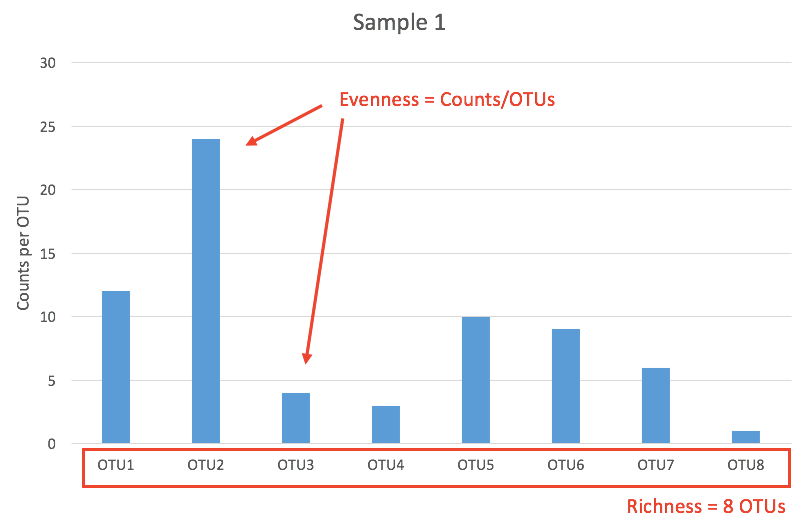 Sample 1
Evenness = Counts/OTUs
Counts per OTU
30
25
20
15
10
5
0
OTU1 OTU2 OTU3 OTU4 OTU5 OTU6 OTU7 OTU8
Richness = 8 OTUs